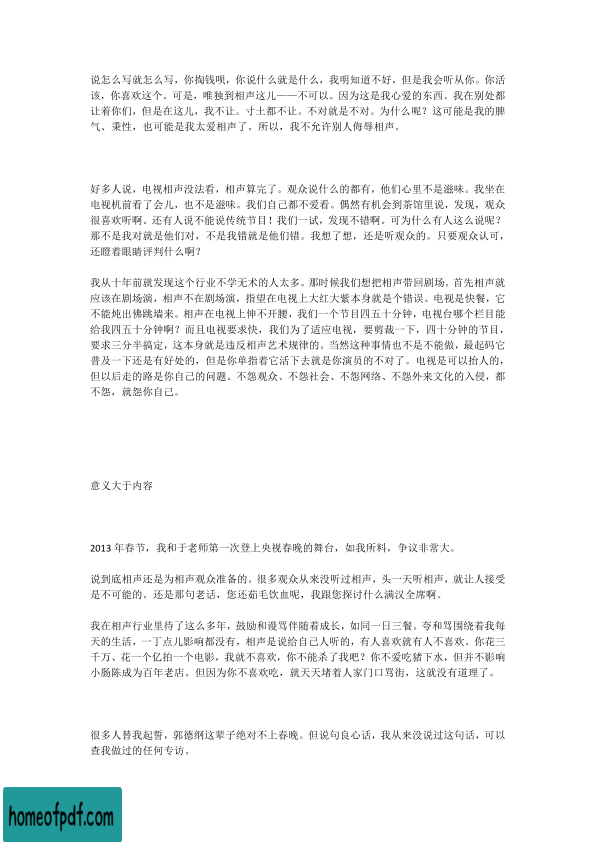 说怎么写就怎么写，你掏钱呗，你说什么就是什么，我明知道不好，但是我会听从你。你活
该，你喜欢这个。可是，唯独到相声这儿——不可以。因为这是我心爱的东西。我在别处都
让着你们，但是在这儿，我不让。寸土都不让。不对就是不对。为什么呢？这可能是我的脾
气、秉性，也可能是我太爱相声了。所以，我不允许别人侮辱相声。
好多人说，电视相声没法看，相声算完了。观众说什么的都有，他们心里不是滋味。我坐在
电视机前看了会儿，也不是滋味。我们自己都不爱看。偶然有机会到茶馆里说，发现，观众
很喜欢听啊。还有人说不能说传统节目！我们一试，发现不错啊。可为什么有人这么说呢？
那不是我对就是他们对，不是我错就是他们错。我想了想，还是听观众的。只要观众认可，
还瞪着眼睛评判什么啊？
我从十年前就发现这个行业不学无术的人太多。那时候我们想把相声带回剧场。首先相声就
应该在剧场演，相声不在剧场演，指望在电视上大红大紫本身就是个错误。电视是快餐，它
不能炖出佛跳墙来。相声在电视上伸不开腰，我们一个节目四五十分钟，电视台哪个栏目能
给我四五十分钟啊？而且电视要求快，我们为了适应电视，要剪裁一下，四十分钟的节目，
要求三分半搞定，这本身就是违反相声艺术规律的。当然这种事情也不是不能做，最起码它
普及一下还是有好处的，但是你单指着它活下去就是你演员的不对了。电视是可以抬人的，
但以后走的路是你自己的问题。不怨观众、不怨社会、不怨网络、不怨外来文化的入侵，都
不怨，就怨你自己。
意义大于内容
2013 年春节，我和于老师第一次登上央视春晚的舞台，如我所料，争议非常大。
说到底相声还是为相声观众准备的。很多观众从来没听过相声，头一天听相声，就让人接受
是不可能的。还是那句老话，您还茹毛饮血呢，我跟您探讨什么满汉全席啊。
我在相声行业里待了这么多年，鼓励和谩骂伴随着成长，如同一日三餐。夸和骂围绕着我每
天的生活，一丁点儿影响都没有，相声是说给自己人听的，有人喜欢就有人不喜欢。你花三
千万、花一个亿拍一个电影，我就不喜欢，你不能杀了我吧？你不爱吃猪下水，但并不影响
小肠陈成为百年老店。但因为你不喜欢吃，就天天堵着人家门口骂街，这就没有道理了。
很多人替我起誓，郭德纲这辈子绝对不上春晚。但说句良心话，我从来没说过这句话，可以
查我做过的任何专访。
homeofpdf.com